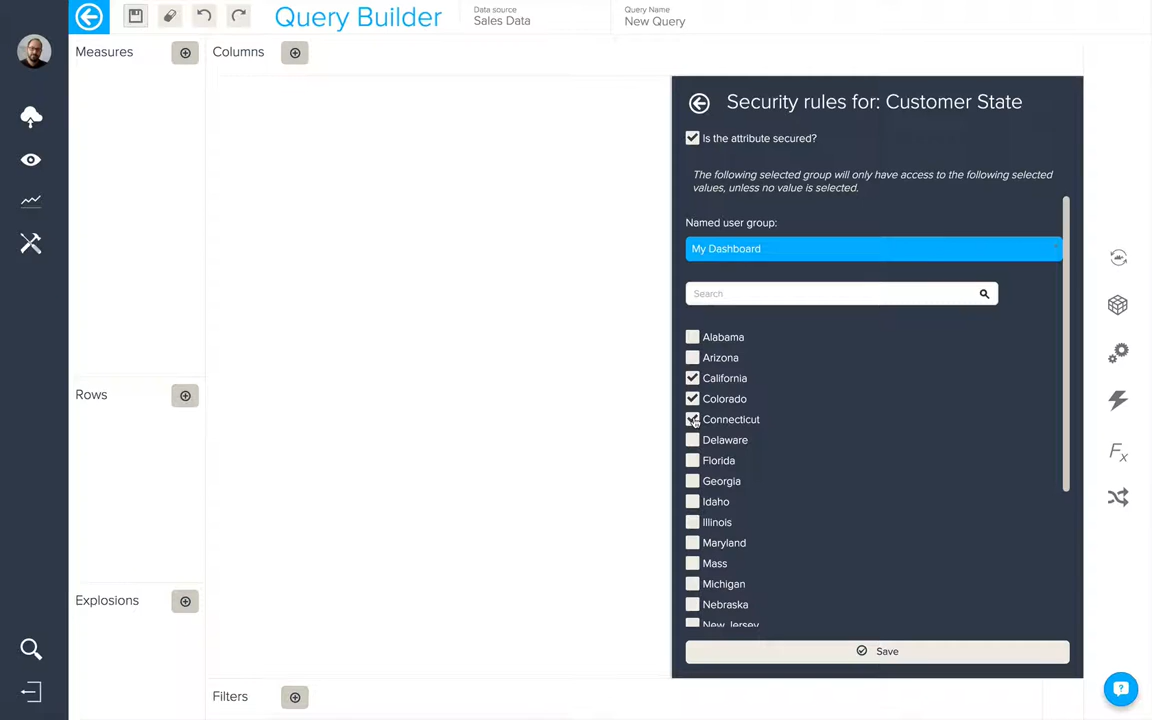 Query Builder
Data source
Sales Data
Query Name
New Query
Measures
Columns
Rows
Explosions
Filters
Security rules for: Customer State
Is the attribute secured?
The following selected group will only have access to the following selected
values, unless no value is selected.
Named user group:
My Dashboard
Search
Alabama
Arizona
California
Colorado
Connecticut
Delaware
Florida
Georgia
Idaho
Illinois
Maryland
Mass
Michigan
Nebraska
New Jersey
Save
Fx